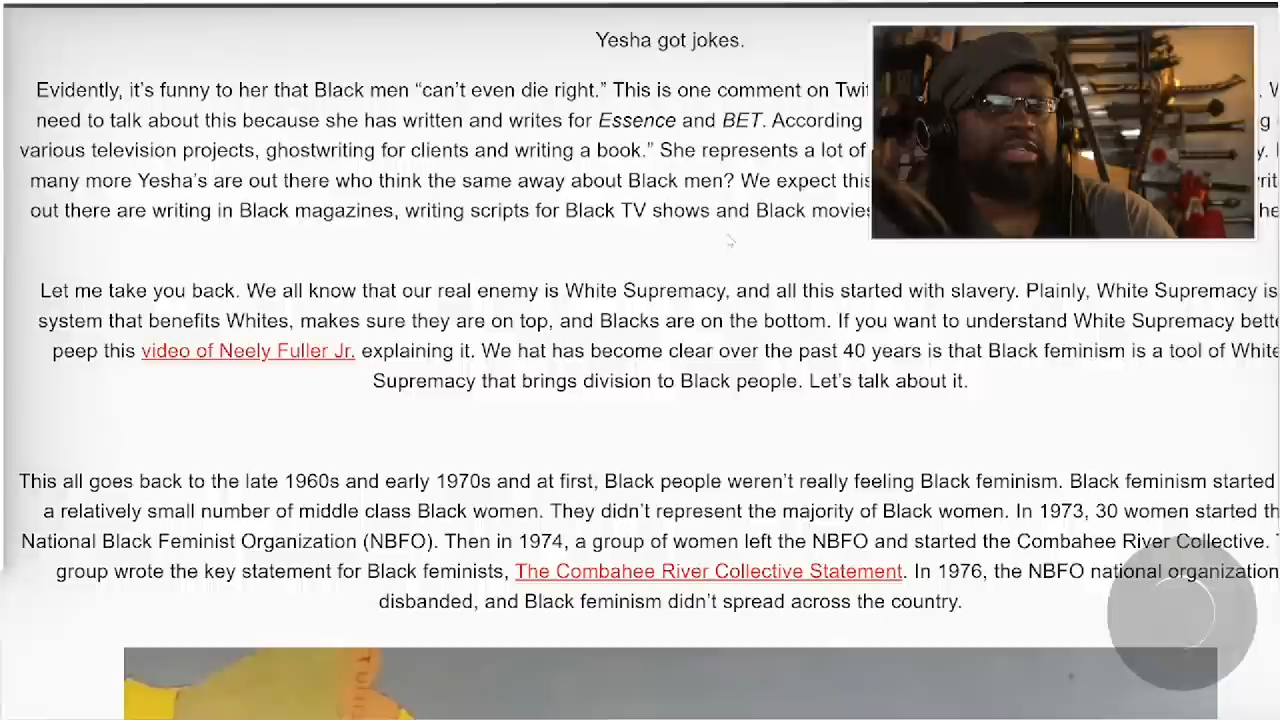 Yesha got jokes.
Evidently, it’s funny to her that Black men “can’t even die right.” This is one comment on Twit
need to talk about this because she has written and writes for Essence and BET. According
various television projects, ghostwriting for clients and writing a book.” She represents a lot of
many more Yesha’s are out there who think the same away about Black men? We expect this
out there are writing in Black magazines, writing scripts for Black TV shows and Black movies
Let me take you back. We all know that our real enemy is White Supremacy, and all this started with slavery. Plainly, White Supremacy is
system that benefits Whites, makes sure they are on top, and Blacks are on the bottom. If you want to understand White Supremacy bette
peep this video of Neely Fuller Jr. explaining it. We hat has become clear over the past 40 years is that Black feminism is a tool of White
Supremacy that brings division to Black people. Let’s talk about it.
This all goes back to the late 1960s and early 1970s and at first, Black people weren’t really feeling Black feminism. Black feminism started
a relatively small number of middle class Black women. They didn’t represent the majority of Black women. In 1973, 30 women started th
National Black Feminist Organization (NBFO). Then in 1974, a group of women left the NBFO and started the Combahee River Collective.
group wrote the key statement for Black feminists, The Combahee River Collective Statement. In 1976, the NBFO national organization
disbanded, and Black feminism didn’t spread across the country.